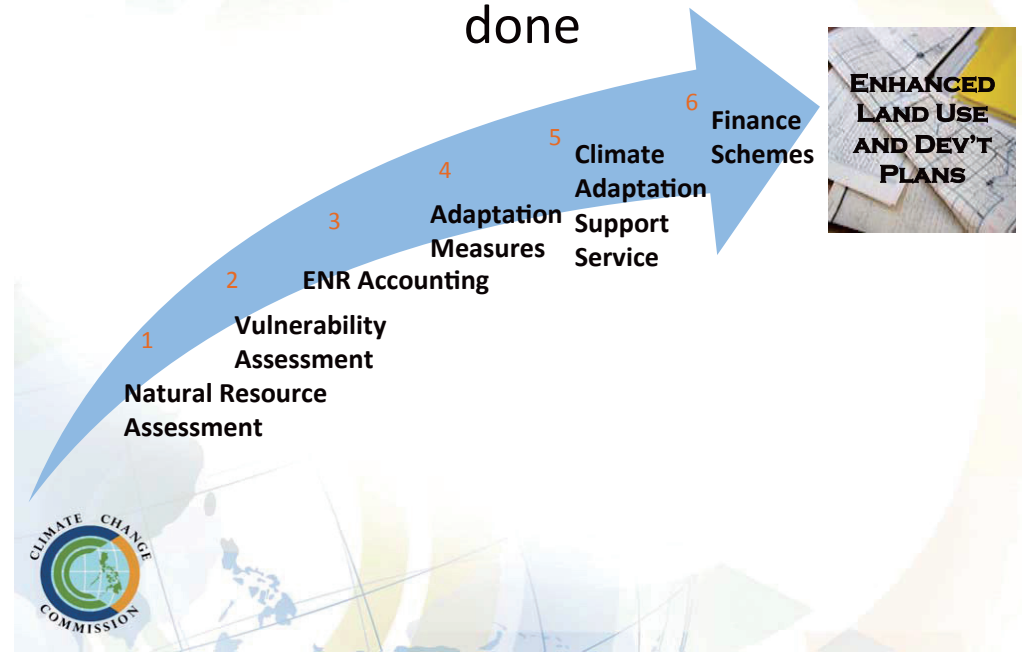 done
1
Natural Resource
Assessment
2
Vulnerability
Assessment
3
ENR Accounting
4
Adaptation
Measures
5
Climate
Adaptation
Support
Service
6
Finance
Schemes
ENHANCED
LAND USE
AND DEV'T
PLANS
CLIMATE CHANGE
COMMISSION